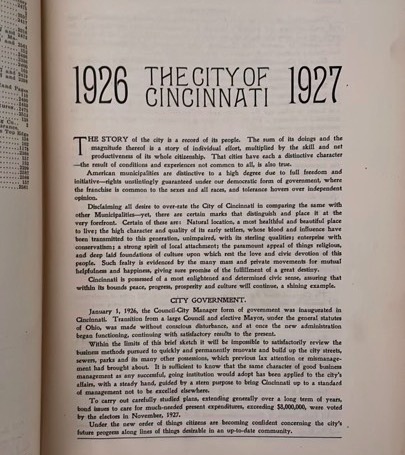 1926 THE CITY OF CINCINNATI 1927
THE STORY of the city is a record of its people. The sum of its doings and the
magnitude thereof is a story of individual effort, multiplied by the skill and net
productiveness of its whole citizenship. That cities have each a distinctive character
—the result of conditions and experiences not common to all, is also true.
American municipalities are distinctive to a high degree due to full freedom and
initiative—rights unstintingly guaranteed under our democratic form of government, where
the franchise is common to the sexes and all races, and tolerance hovers over independent
opinion.
Disclaiming all desire to over-rate the City of Cincinnati in comparing the same with
other Municipalities—yet, there are certain marks that distinguish and place it at the
very forefront. Certain of these are: Natural location, a most healthful and beautiful place
to live; the high character and quality of its early settlers, whose blood and influence have
been transmitted to this generation, unimpaired, with its sterling qualities; enterprise with
conservatism; a strong spirit of local attachment; the paramount appeal of things religious,
and deep laid foundations of culture upon which rest the love and civic devotion of this
people. Such fealty is evidenced by the many mass and private movements for mutual
helpfulness and happiness, giving sure promise of the fulfillment of a great destiny.
Cincinnati is possessed of a most enlightened and determined civic sense, assuring that
within its bounds peace, progress, prosperity and culture will continue, a shining example.
CITY GOVERNMENT.
January 1, 1926, the Council-City Manager form of government was inaugurated in
Cincinnati. Such Transition from a large Council and elective Mayor, under the general statutes
of Ohio, was made without conscious disturbance, and at once the new administration
began functioning, with satisfactory results to the present.
Within the limits of this brief sketch it will be impossible to satisfactorily review the
business methods pursued to quickly and permanently renovate and build up the city streets,
sewers, parks and its many other possessions, which previous lax attention or mismanage-
ment had brought about. It is sufficient to know that the same character of good business
management as any successful, going institution would adopt has been applied to the city's
affairs, with a steady hand, guided by a stern purpose to bring Cincinnati up to a standard
of management not to be excelled elsewhere.
To carry out carefully studied plans, extending generally over a long term of years,
bond issues to care for much-needed present expenditures, exceeding $8,000,000, were voted
by the electors in November, 1927.
Under the new order of things citizens are becoming confident concerning the city's
future progress along lines of things desirable in an up-to-date community.